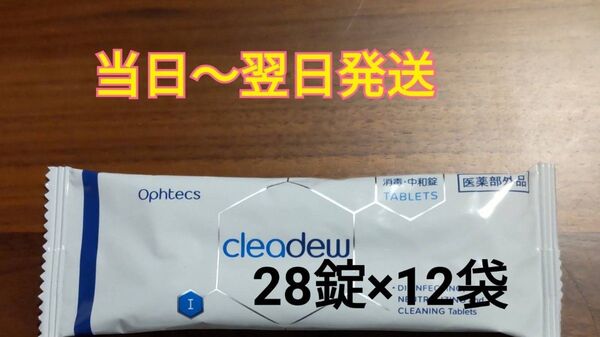 当日～翌日発送
Ophtecs
消毒・中和錠
TABLETS
医薬部外品
cleadew
28錠×12袋
I
CLEANING Tablets